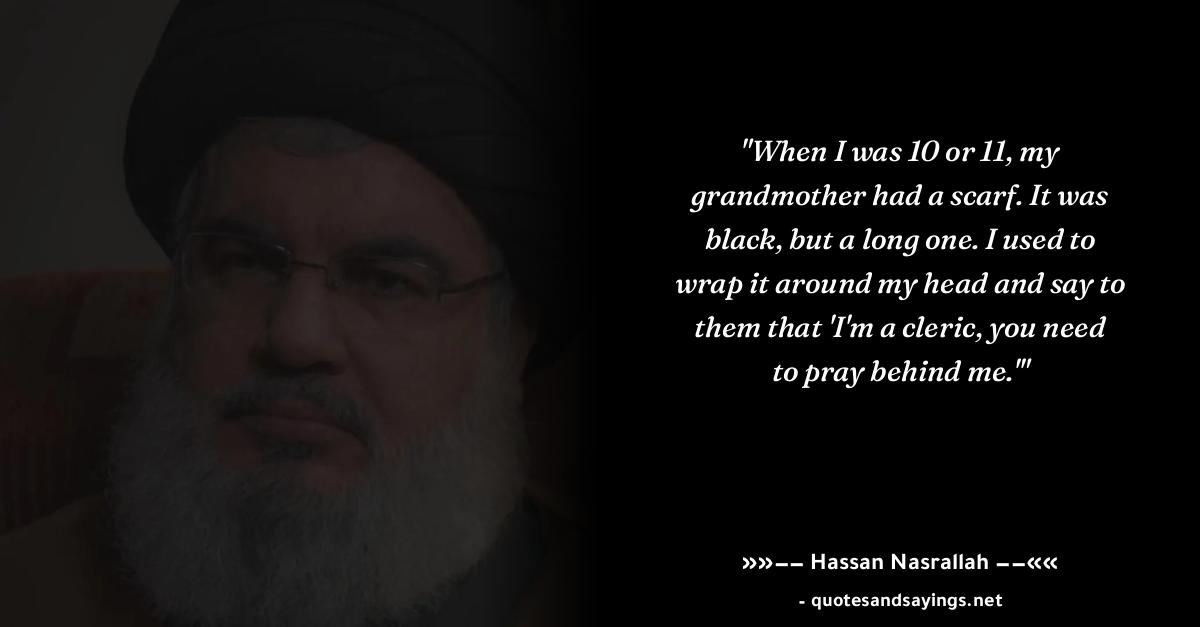 "When I was 10 or 11, my
grandmother had a scarf. It was
black, but a long one. I used to
wrap it around my head and say to
them that 'I'm a cleric, you need
to pray behind me.'"
»»−− Hassan Nasrallah −−««
- quotesandsayings.net